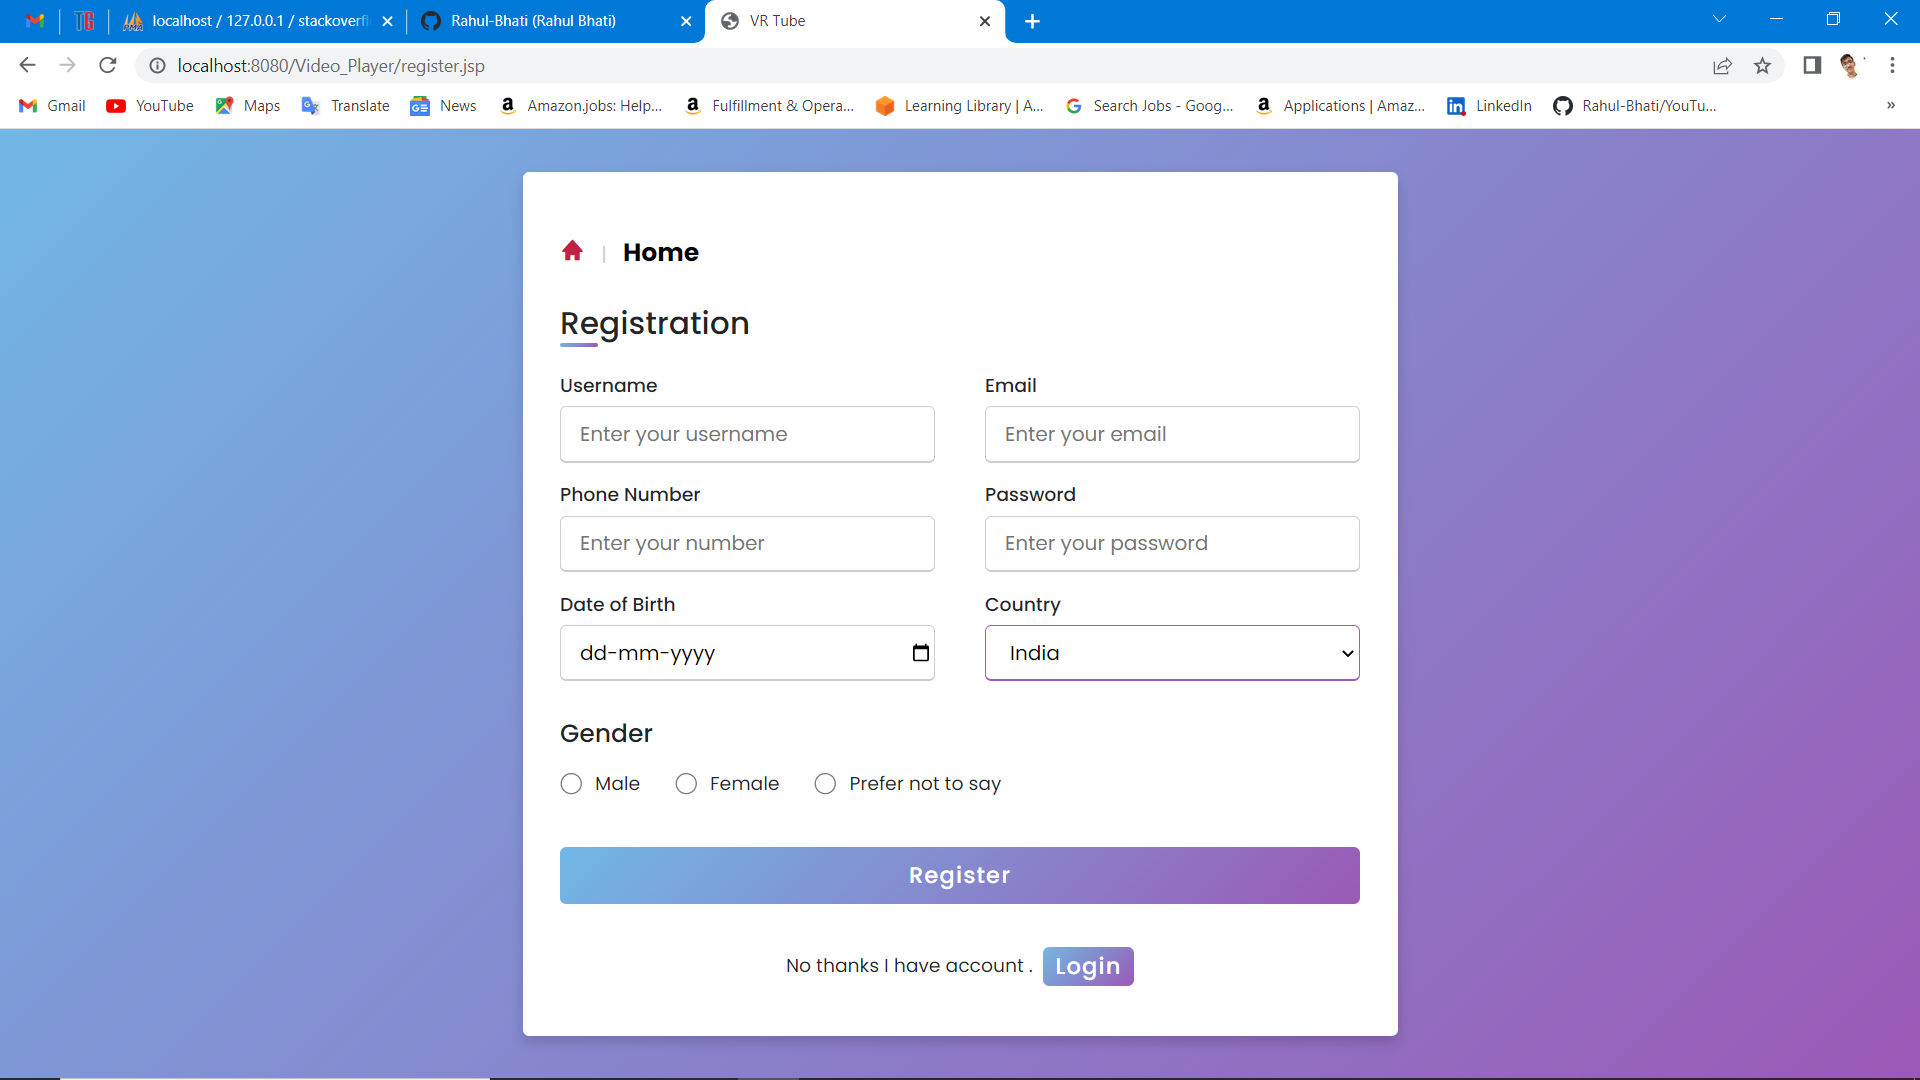 TG
localhost / 127.0.0.1 / stackoverfl
Rahul-Bhati (Rahul Bhati)
VR Tube
localhost:8080/Video_Player/register.jsp
Gmail YouTube Maps Translate News Amazon.jobs: Help... Fulfillment & Opera... Learning Library | A... Search Jobs - Goog... Applications | Amaz... LinkedIn Rahul-Bhati/YouTu... »
| Home
Registration
Username Email
Enter your username Enter your email
Phone Number Password
Enter your number Enter your password
Date of Birth Country
dd-mm-yyyy India
Gender
Male Female Prefer not to say
Register
No thanks I have account . Login